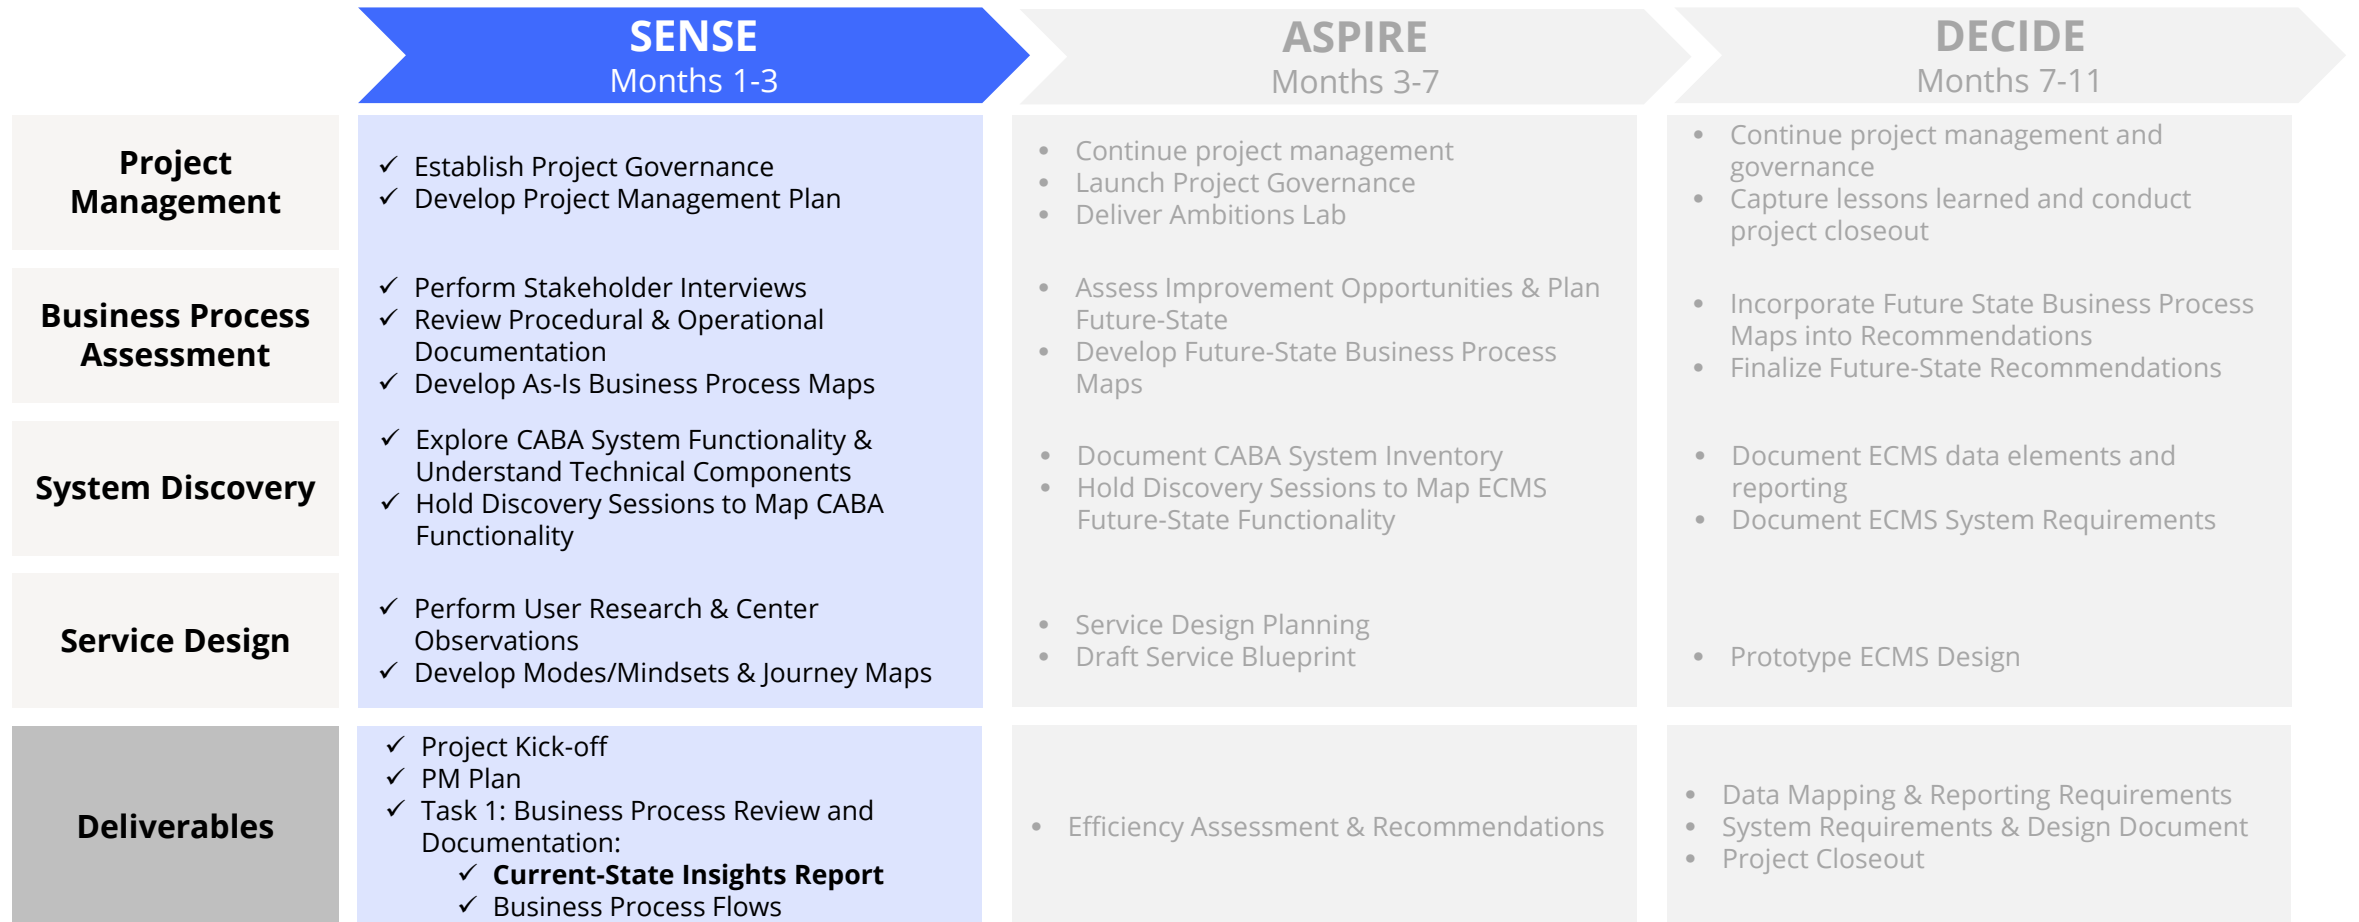 SENSE
Months 1-3
ASPIRE
Months 3-7
DECIDE
Months 7-11
Project
Management
✓ Establish Project Governance
✓ Develop Project Management Plan
• Continue project management
• Launch Project Governance
• Deliver Ambitions Lab
• Continue project management and
governance
• Capture lessons learned and conduct
project closeout
Business Process
Assessment
✓ Perform Stakeholder Interviews
✓ Review Procedural & Operational
Documentation
✓ Develop As-Is Business Process Maps
• Assess Improvement Opportunities & Plan
Future-State
• Develop Future-State Business Process
Maps
• Incorporate Future State Business Process
Maps into Recommendations
• Finalize Future-State Recommendations
System Discovery
✓ Explore CABA System Functionality &
Understand Technical Components
✓ Hold Discovery Sessions to Map CABA
Functionality
• Document CABA System Inventory
• Hold Discovery Sessions to Map ECMS
Future-State Functionality
• Document ECMS data elements and
reporting
• Document ECMS System Requirements
Service Design
✓ Perform User Research & Center
Observations
✓ Develop Modes/Mindsets & Journey Maps
• Service Design Planning
• Draft Service Blueprint
• Prototype ECMS Design
Deliverables
✓ Project Kick-off
✓ PM Plan
✓ Task 1: Business Process Review and
Documentation:
✓ Current-State Insights Report
✓ Business Process Flows
• Efficiency Assessment & Recommendations
• Data Mapping & Reporting Requirements
• System Requirements & Design Document
• Project Closeout